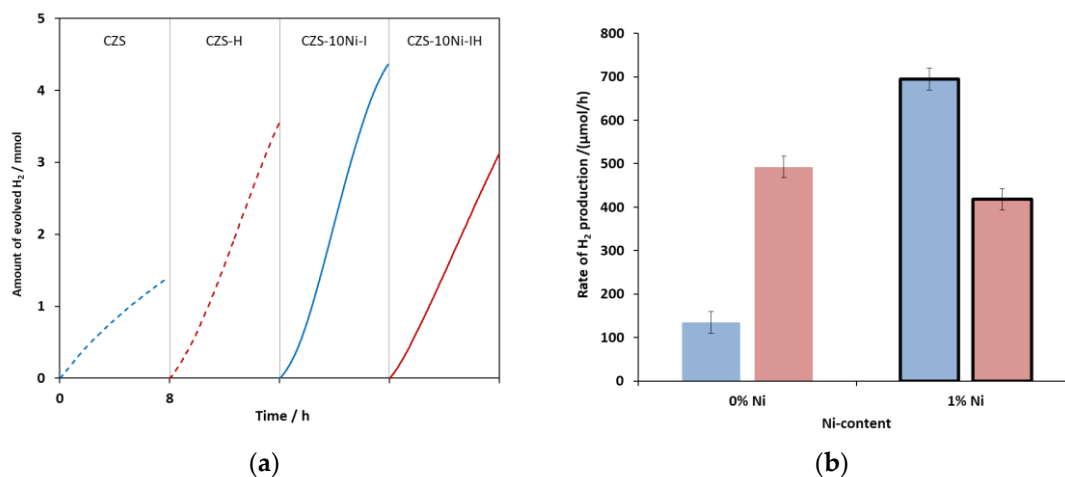 5
4
3
2
1
0
Amount of evolved H₂ / mmol
CZS
CZS-H
CZS-10Ni-I
CZS-10Ni-IH
0
8
Time / h
(a)
800
700
600
500
400
300
200
100
0
Rate of H₂ production /(μmol/h)
0% Ni
1% Ni
Ni-content
(b)